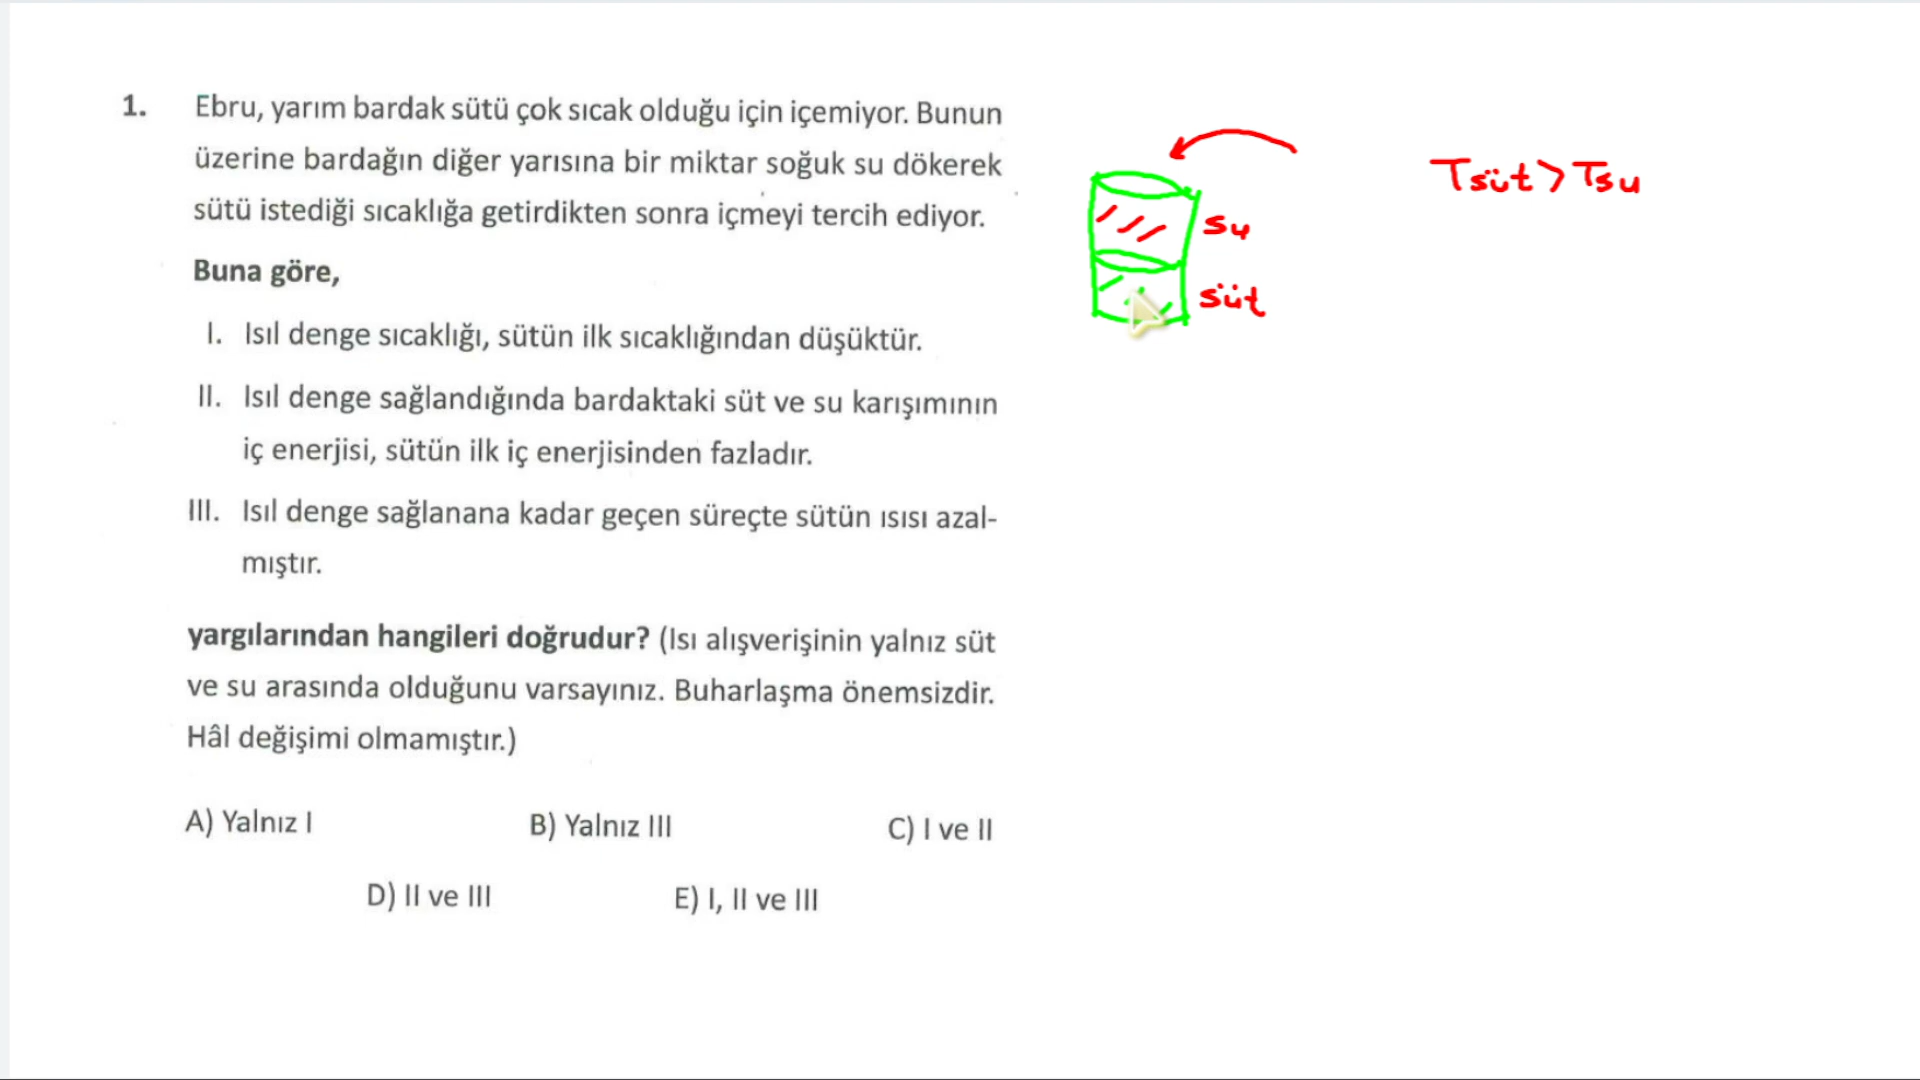 1. Ebru, yarım bardak sütü çok sıcak olduğu için içemiyor. Bunun
üzerine bardağın diğer yarısına bir miktar soğuk su dökerek
sütü istediği sıcaklığa getirdikten sonra içmeyi tercih ediyor.
Buna göre,
I. Isıl denge sıcaklığı, sütün ilk sıcaklığından düşüktür.
II. Isıl denge sağlandığında bardaktaki süt ve su karışımının
iç enerjisi, sütün ilk iç enerjisinden fazladır.
III. Isıl denge sağlanana kadar geçen süreçte sütün ısısı azal-
mıştır.
yargılarından hangileri doğrudur? (Isı alışverişinin yalnız süt
ve su arasında olduğunu varsayınız. Buharlaşma önemsizdir.
Hâl değişimi olmamıştır.)
A) Yalnız I B) Yalnız III C) I ve II
D) II ve III E) I, II ve III
su
süt
Tsüt > Tsu